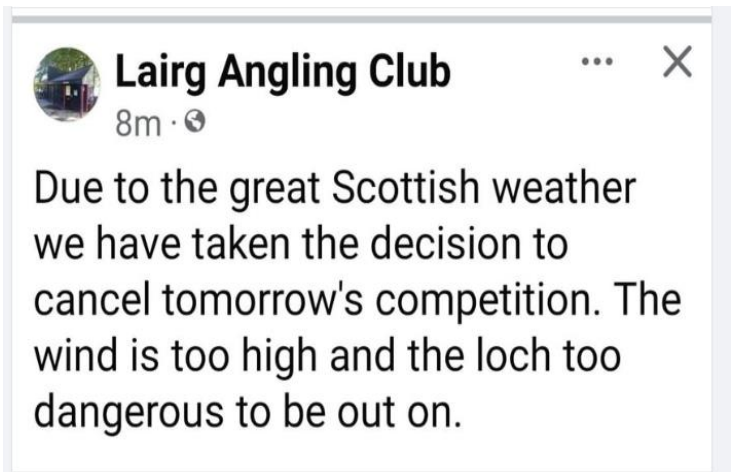 Lairg Angling Club
8m ·
Due to the great Scottish weather
we have taken the decision to
cancel tomorrow's competition. The
wind is too high and the loch too
dangerous to be out on.